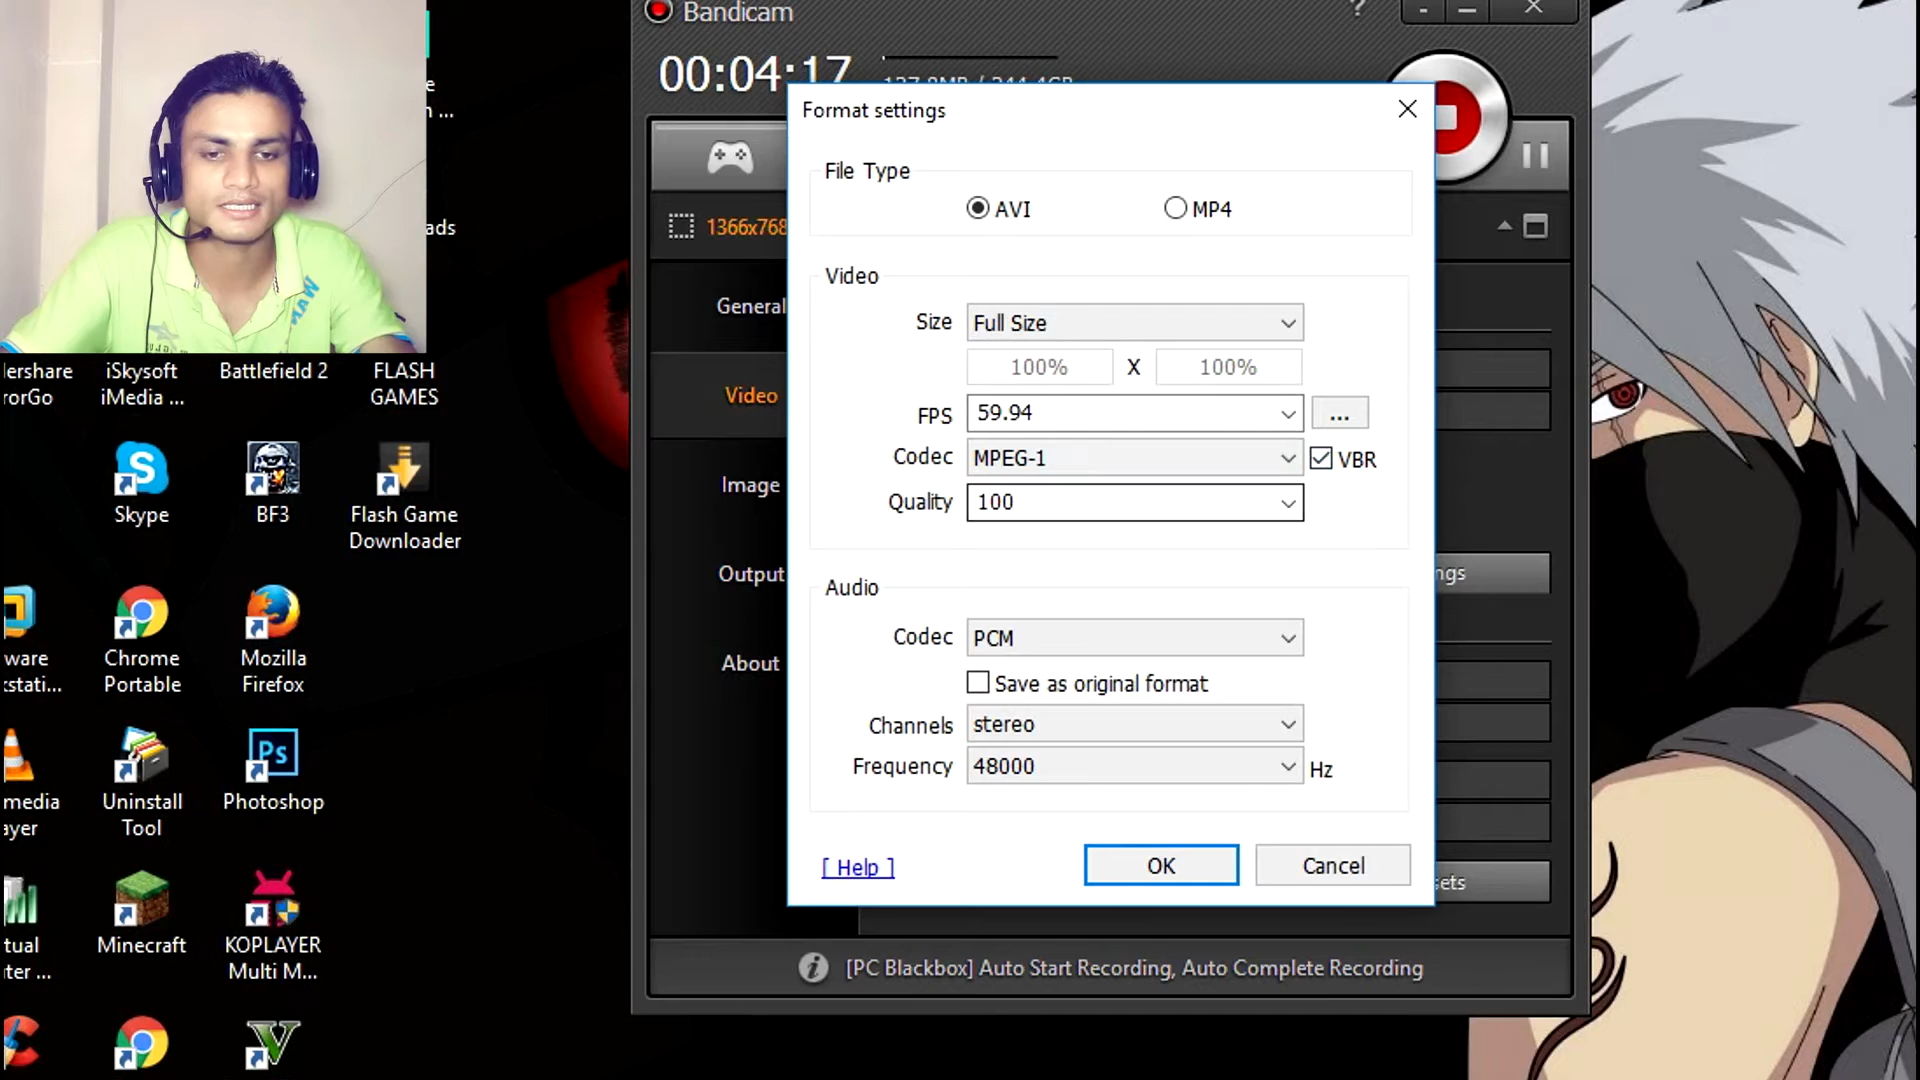 Bandicam
00:04:17
Format settings
File Type
AVI
MP4
1366x768
Video
Size
Full Size
100%
X
100%
FPS
59.94
...
Codec
MPEG-1
VBR
Quality
100
Audio
Codec
PCM
Save as original format
Channels
stereo
Frequency
48000
Hz
[ Help ]
OK
Cancel
General
Video
Image
Output
About
[PC Blackbox] Auto Start Recording, Auto Complete Recording
iSkysoft
iMedia ...
Battlefield 2
FLASH
GAMES
Skype
BF3
Flash Game
Downloader
Chrome
Portable
Mozilla
Firefox
Uninstall
Tool
Ps
Photoshop
Minecraft
KOPLAYER
Multi M...